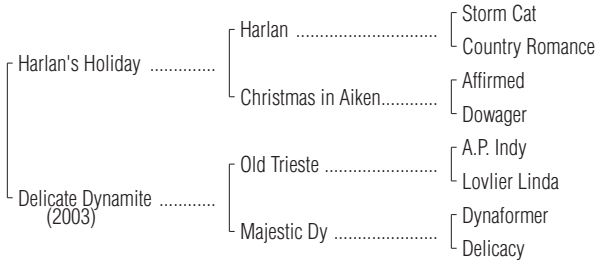 Storm Cat
Harlan ..............................
Country Romance
Harlan's Holiday .............
Affirmed
Christmas in Aiken............
Dowager
A.P. Indy
Old Trieste ........................
Lovlier Linda
Delicate Dynamite ...........
(2003)
Dynaformer
Majestic Dy ......................
Delicacy